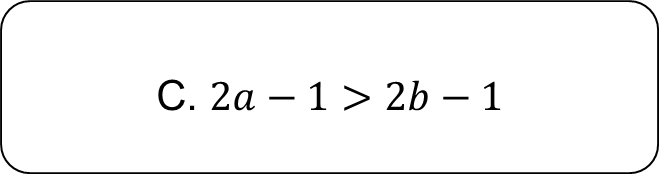 C. 2𝑎 − 1 > 2𝑏 − 1